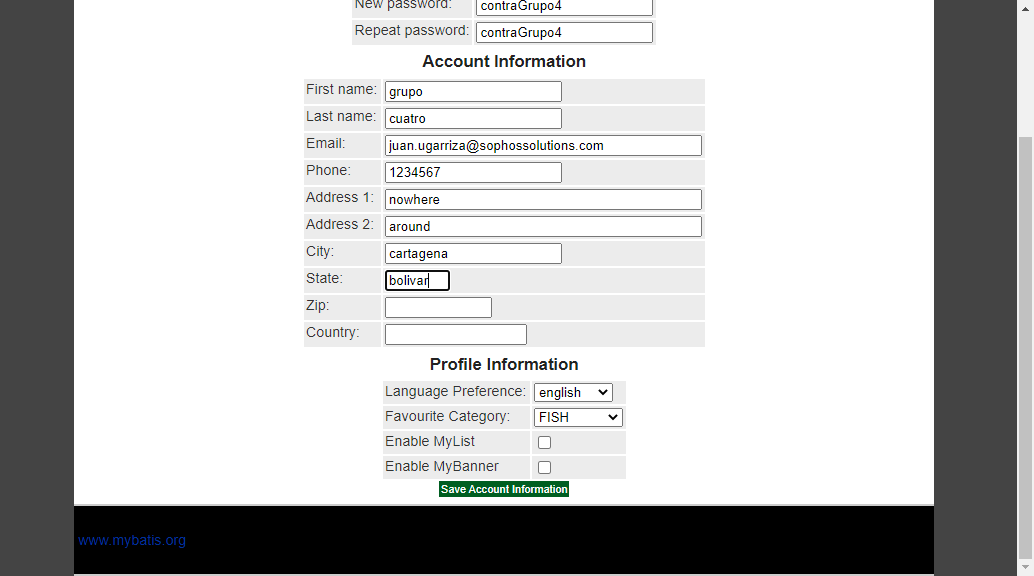 New password: contraGrupo4
Repeat password: contraGrupo4
Account Information
First name: grupo
Last name: cuatro
Email: juan.ugarriza@sophossolutions.com
Phone: 1234567
Address 1: nowhere
Address 2: around
City: cartagena
State: bolivar
Zip:
Country:
Profile Information
Language Preference: english
Favourite Category: FISH
Enable MyList
Enable MyBanner
Save Account Information
www.mybatis.org